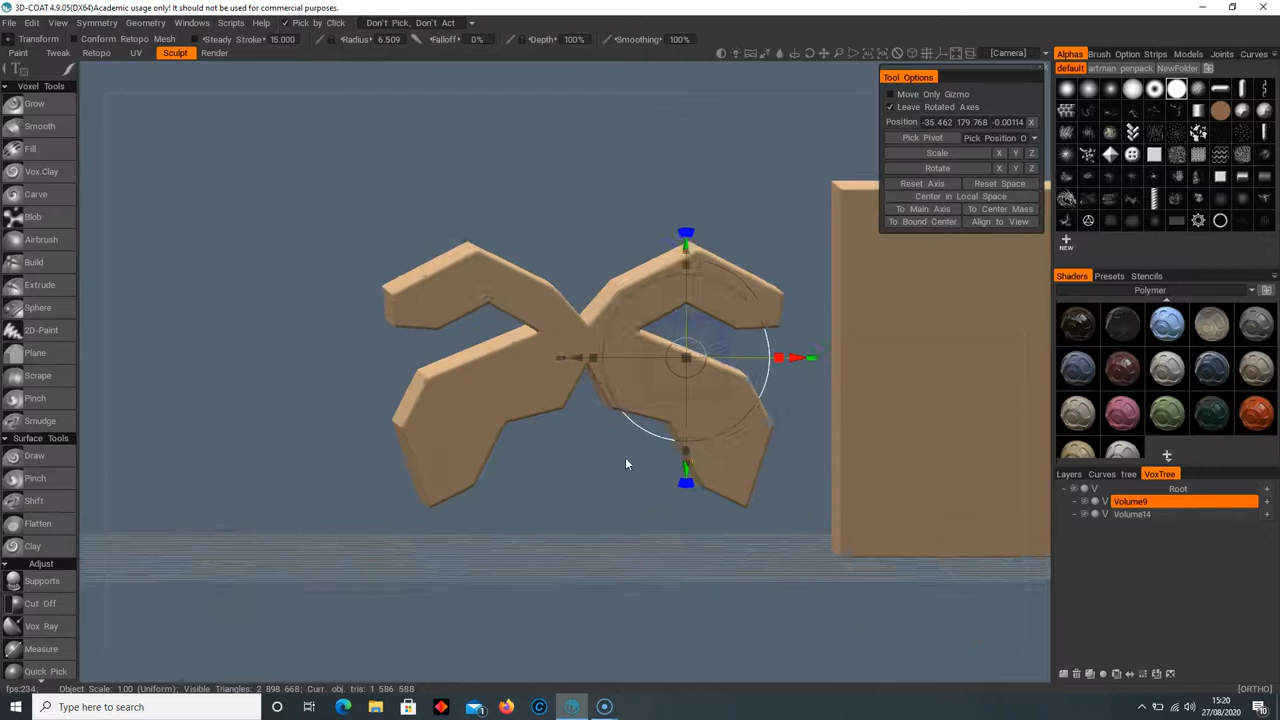 3D-COAT 4.9.05(DX64)Academic usage only! It should not be used for commercial purposes.
File Edit View Symmetry Geometry Windows Scripts Help Pick by Click Don't Pick, Don't Act
Transform Conform Retopo Mesh Steady Stroke 15.000 Radius 6.509 Falloff 0% Depth 100% Smoothing 100%
Paint Tweak Retopo UV Sculpt Render [Camera] Alphas Brush Option Strips Models Joints Curves
default artman penpack NewFolder
Tool Options
Move Only Gizmo
Leave Rotated Axes
Position -35.462 179.768 -0.00114 X
Pick Pivot Pick Position O
Scale X Y Z
Rotate X Y Z
Reset Axis Reset Space
Center in Local Space
To Main Axis To Center Mass
To Bound Center Align to View
NEW
Voxel Tools
Grow
Smooth
Fill
Vox.Clay
Carve
Blob
Airbrush
Build
Extrude
Sphere
2D-Paint
Plane
Scrape
Pinch
Smudge
Surface Tools
Draw
Pinch
Shift
Flatten
Clay
Adjust
Supports
Cut Off
Vox Ray
Measure
Quick Pick
Shaders Presets Stencils
Polymer
Layers Curves tree VoxTree
V Root +
V Volume9 +
V Volume14 +
fps:234, Object Scale: 1.00 (Uniform); Visible Triangles: 2 898 668; Curr. obj. tris: 1 586 588 [ORTHO]
Type here to search
15:20
27/08/2020